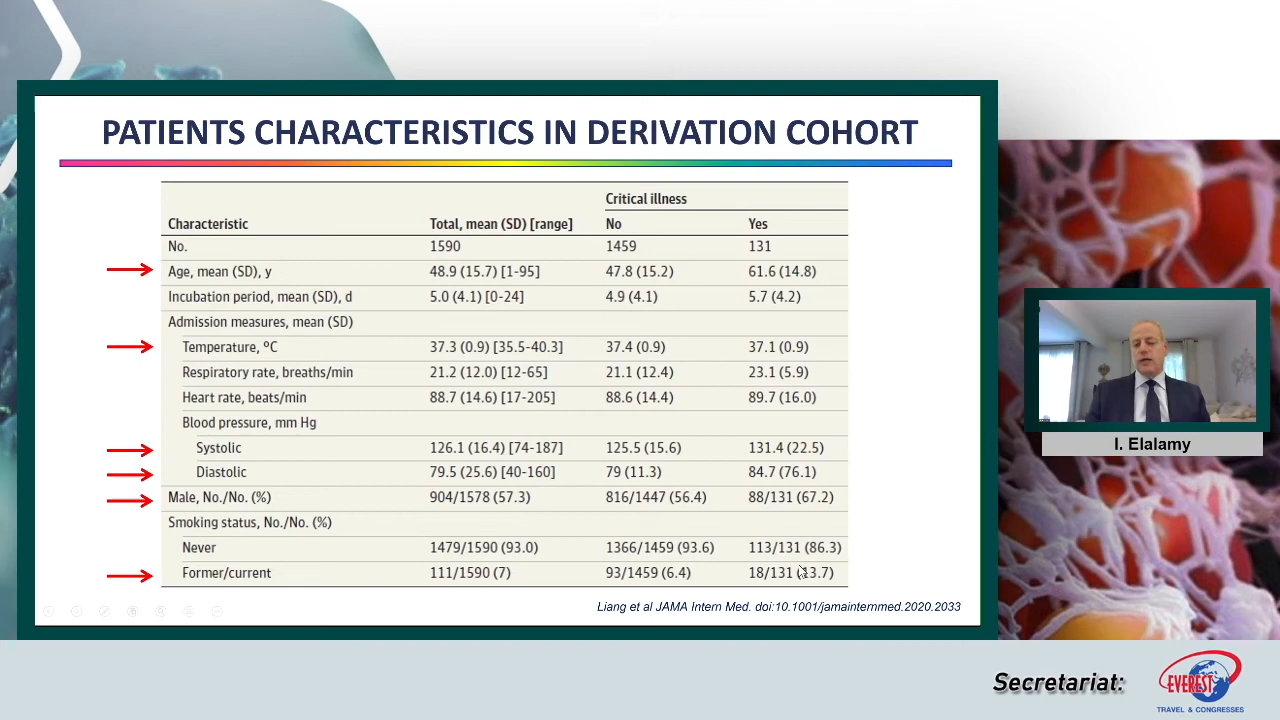 PATIENTS CHARACTERISTICS IN DERIVATION COHORT
Critical illness
Characteristic Total, mean (SD) [range] No Yes
No. 1590 1459 131
Age, mean (SD), y 48.9 (15.7) [1-95] 47.8 (15.2) 61.6 (14.8)
Incubation period, mean (SD), d 5.0 (4.1) [0-24] 4.9 (4.1) 5.7 (4.2)
Admission measures, mean (SD)
Temperature, ºC 37.3 (0.9) [35.5-40.3] 37.4 (0.9) 37.1 (0.9)
Respiratory rate, breaths/min 21.2 (12.0) [12-65] 21.1 (12.4) 23.1 (5.9)
Heart rate, beats/min 88.7 (14.6) [17-205] 88.6 (14.4) 89.7 (16.0)
Blood pressure, mm Hg
Systolic 126.1 (16.4) [74-187] 125.5 (15.6) 131.4 (22.5)
Diastolic 79.5 (25.6) [40-160] 79 (11.3) 84.7 (76.1)
Male, No./No. (%) 904/1578 (57.3) 816/1447 (56.4) 88/131 (67.2)
Smoking status, No./No. (%)
Never 1479/1590 (93.0) 1366/1459 (93.6) 113/131 (86.3)
Former/current 111/1590 (7) 93/1459 (6.4) 18/131 (13.7)
Liang et al JAMA Intern Med. doi:10.1001/jamainternmed.2020.2033
I. Elalamy
Secretariat:
EVEREST
TRAVEL & CONGRESSES